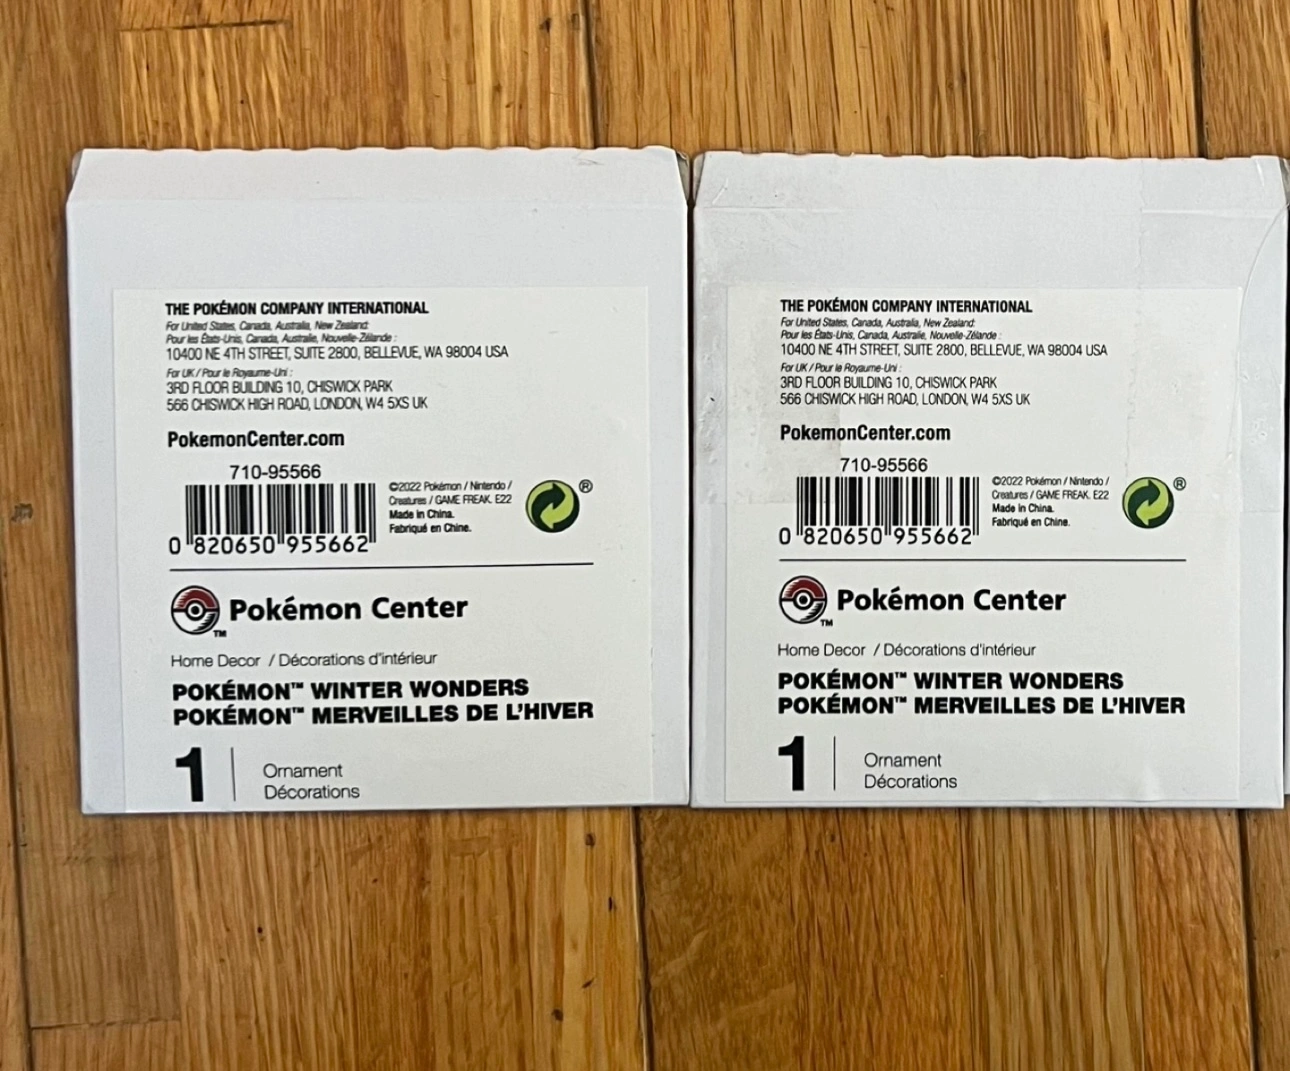 THE POKÉMON COMPANY INTERNATIONAL
For United States, Canada, Australia, New Zealand:
Pour les États-Unis, Canada, Australie, Nouvelle-Zélande :
10400 NE 4TH STREET, SUITE 2800, BELLEVUE, WA 98004 USA
For UK / Pour le Royaume-Uni :
3RD FLOOR BUILDING 10, CHISWICK PARK
566 CHISWICK HIGH ROAD, LONDON, W4 5XS UK
PokemonCenter.com
710-95566
©2022 Pokémon / Nintendo /
Creatures / GAME FREAK. E22
Made in China.
Fabriqué en Chine.
®
0 820650 955662
Pokémon Center
TM
Home Decor / Décorations d'intérieur
POKÉMON™ WINTER WONDERS
POKÉMON™ MERVEILLES DE L'HIVER
1
Ornament
Décorations
THE POKÉMON COMPANY INTERNATIONAL
For United States, Canada, Australia, New Zealand:
Pour les États-Unis, Canada, Australie, Nouvelle-Zélande :
10400 NE 4TH STREET, SUITE 2800, BELLEVUE, WA 98004 USA
For UK / Pour le Royaume-Uni :
3RD FLOOR BUILDING 10, CHISWICK PARK
566 CHISWICK HIGH ROAD, LONDON, W4 5XS UK
PokemonCenter.com
710-95566
©2022 Pokémon / Nintendo /
Creatures / GAME FREAK. E22
Made in China.
Fabriqué en Chine.
®
0 820650 955662
Pokémon Center
TM
Home Decor / Décorations d'intérieur
POKÉMON™ WINTER WONDERS
POKÉMON™ MERVEILLES DE L'HIVER
1
Ornament
Décorations